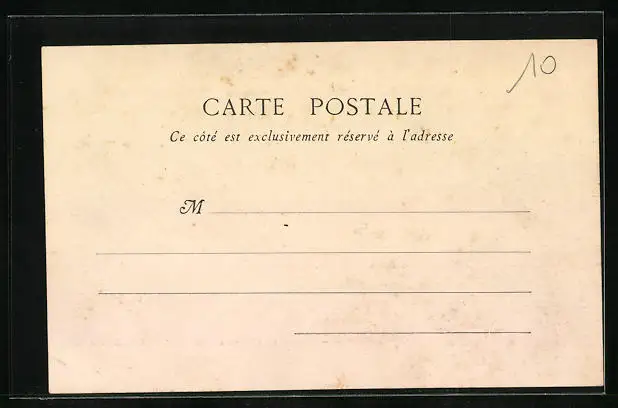 10
CARTE POSTALE
Ce côté est exclusivement réservé à l'adresse
M